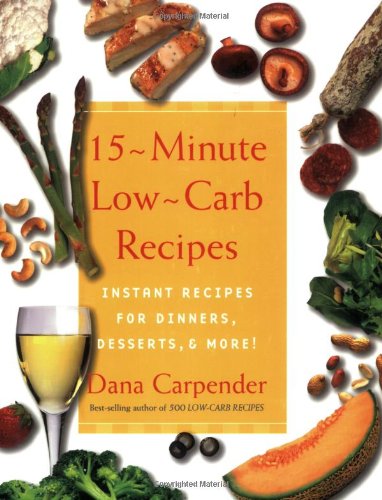 Copyrighted Material
15~Minute
Low~Carb
Recipes
INSTANT RECIPES
FOR DINNERS,
DESSERTS, & MORE!
Dana Carpender
Best-selling author of 500 LOW-CARB RECIPES
Copyrighted Material